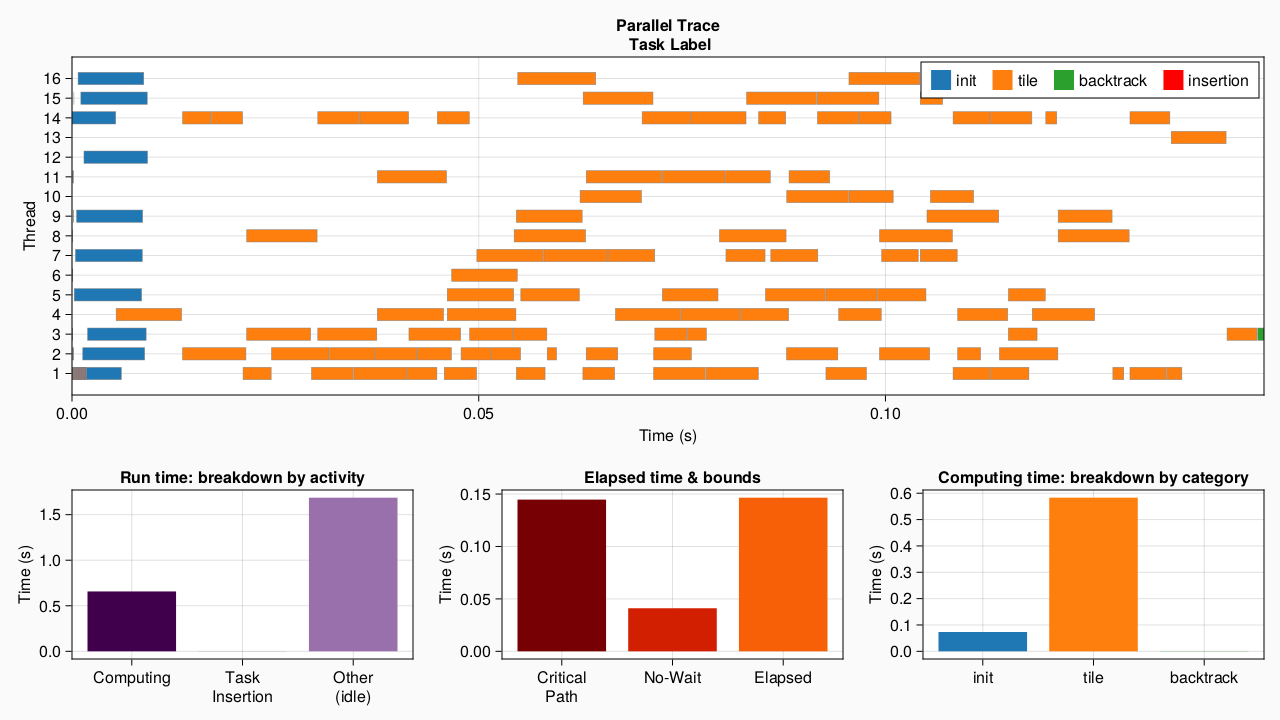 Parallel Trace
Task Label
init tile backtrack insertion
16
15
14
13
12
11
10
9
8
7
6
5
4
3
2
1
Thread
0.00 0.05 0.10
Time (s)
Run time: breakdown by activity
1.5
1.0
0.5
0.0
Time (s)
Computing Task Insertion Other (idle)
Elapsed time & bounds
0.15
0.10
0.05
0.00
Time (s)
Critical Path No-Wait Elapsed
Computing time: breakdown by category
0.6
0.5
0.4
0.3
0.2
0.1
0.0
Time (s)
init tile backtrack